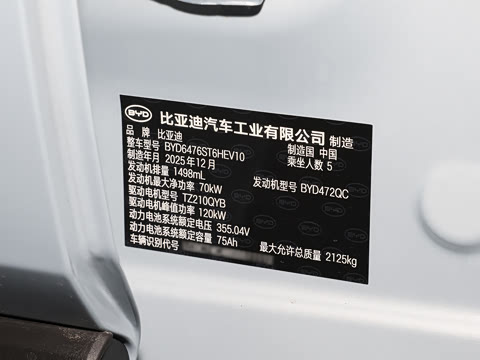 BYD 比亚迪汽车工业有限公司 制造
品 牌 比亚迪 制造国 中国
整车型号 BYD6476ST6HEV10 乘坐人数 5
制造年月 2025年12月
发动机排量 1498mL 发动机型号 BYD472QC
发动机最大净功率 70kW
驱动电机型号 TZ210QYB
驱动电机峰值功率 120kW
动力电池系统额定电压 355.04V
动力电池系统额定容量 75Ah
车辆识别代号 最大允许总质量 2125kg